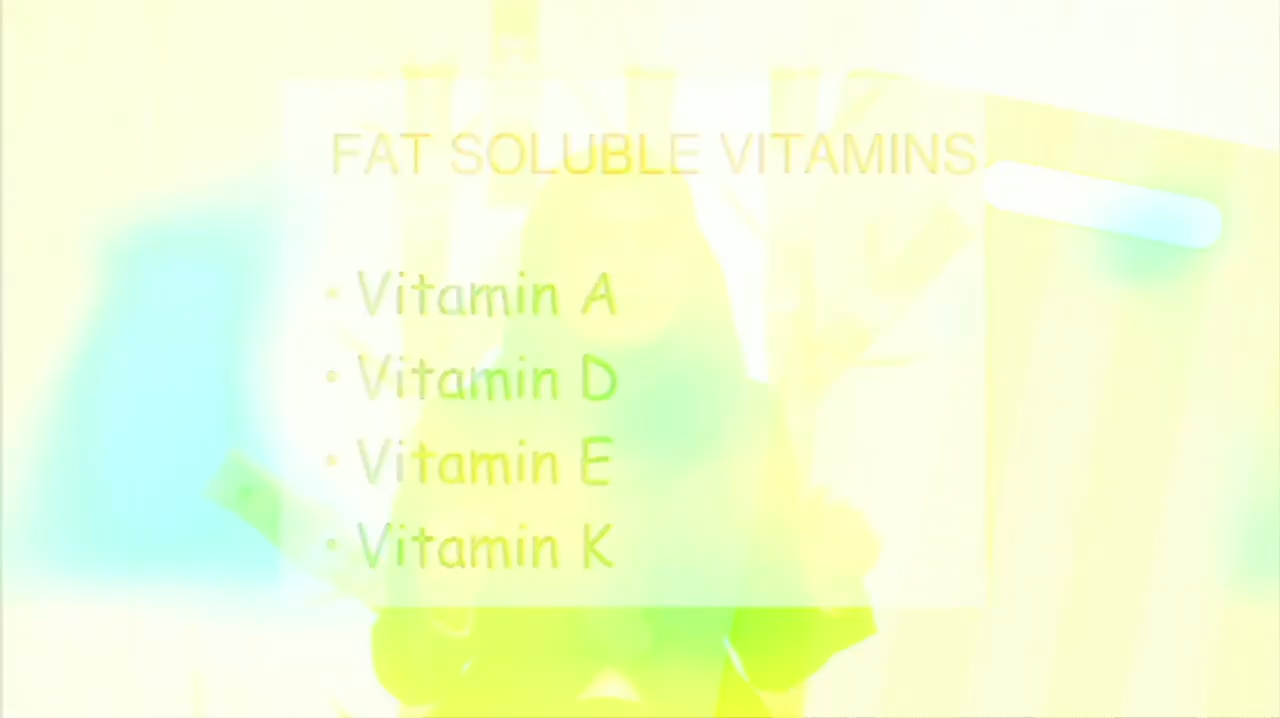 FAT SOLUBLE VITAMINS
• Vitamin A
• Vitamin D
• Vitamin E
• Vitamin K